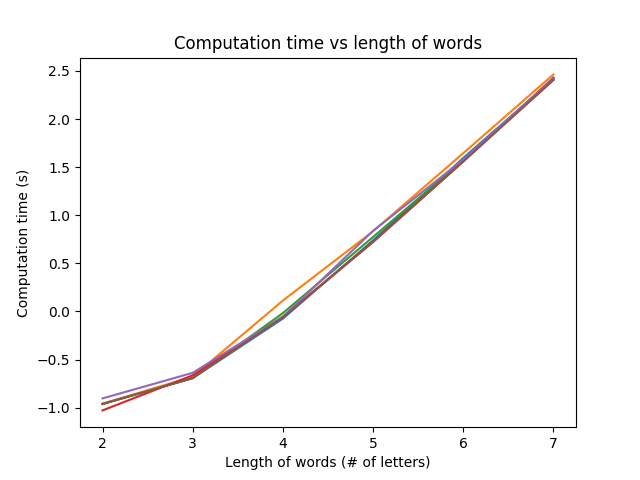 Computation time vs length of words
2.5
2.0
1.5
1.0
0.5
0.0
−0.5
−1.0
Computation time (s)
2 3 4 5 6 7
Length of words (# of letters)